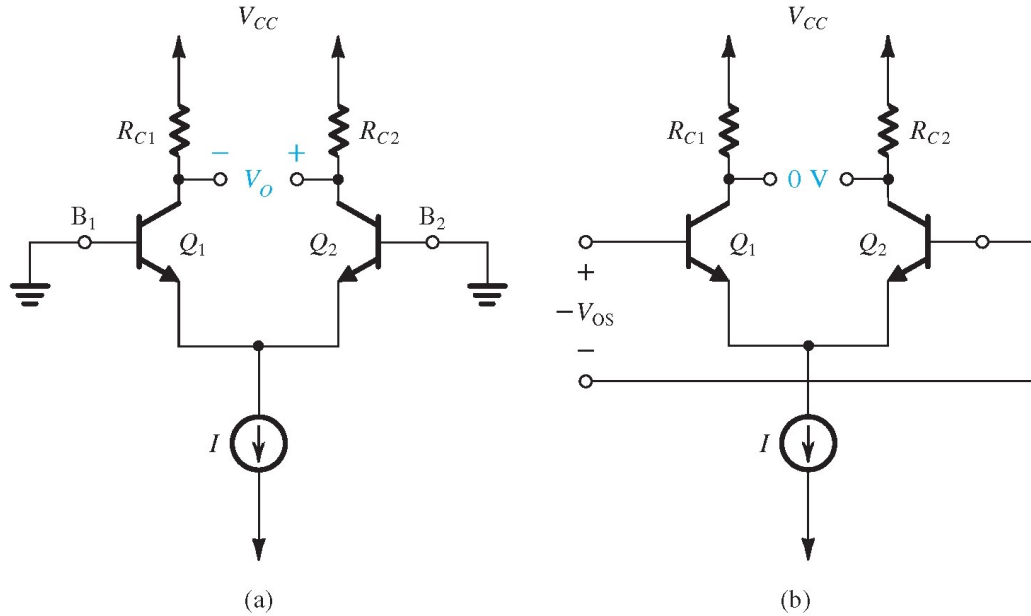 V_CC V_CC
R_C1 R_C2 R_C1 R_C2
− + 
V_O 0 V
B_1 B_2
Q_1 Q_2 Q_1 Q_2
+
−V_OS
−
I I
(a) (b)